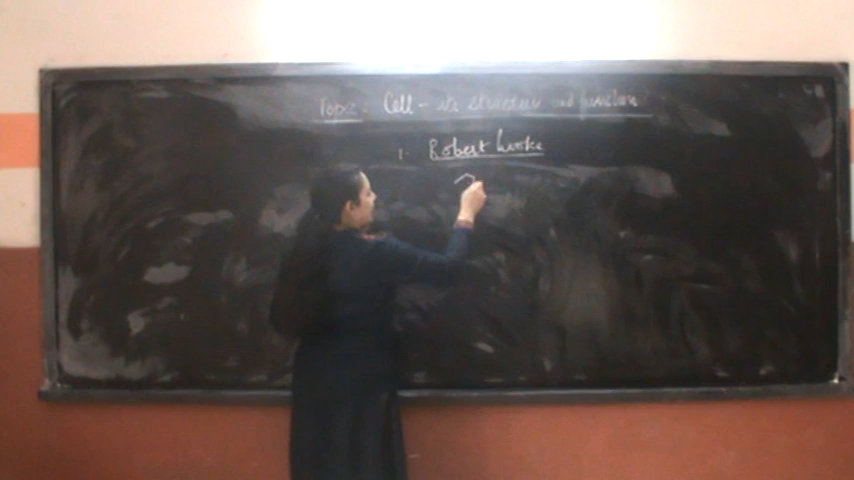 Topic: Cell - its structure and function
1. Robert hooke